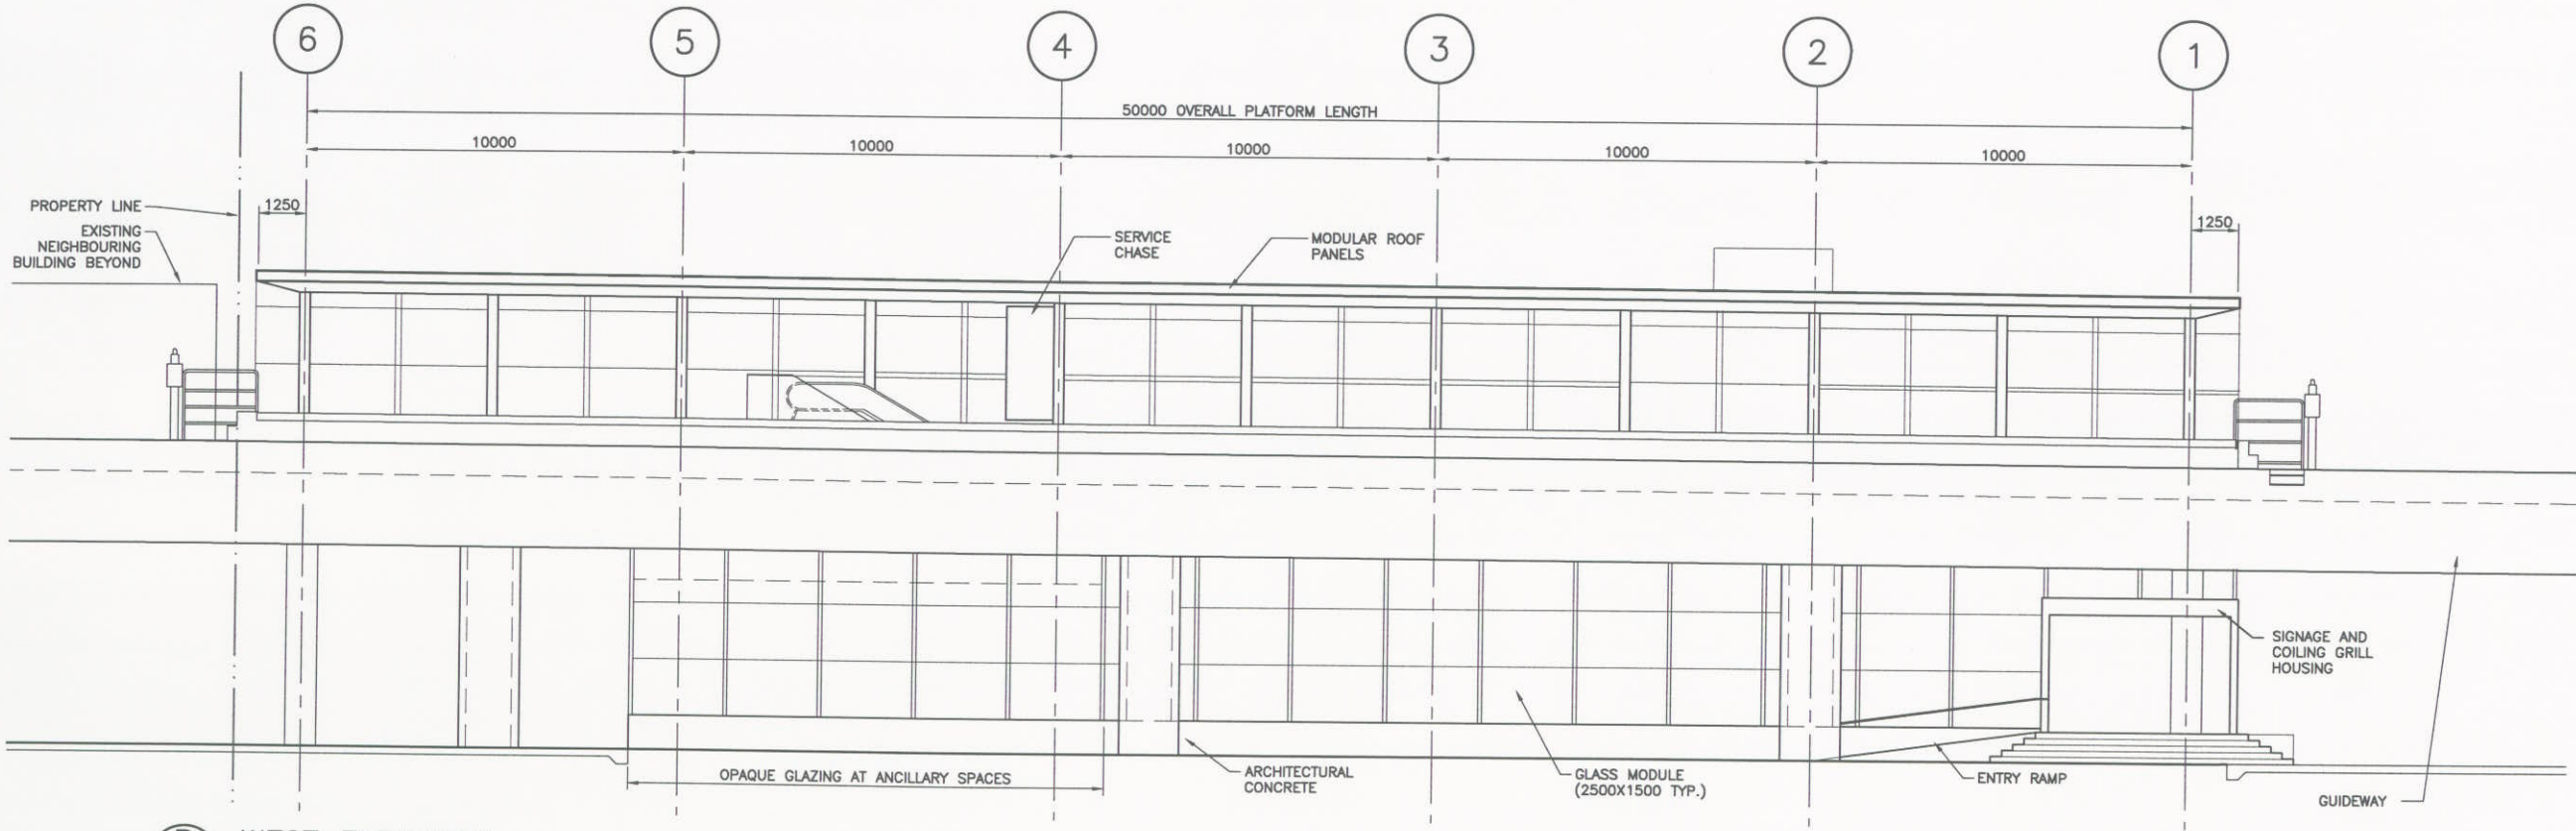 6
5
4
3
2
1
50000 OVERALL PLATFORM LENGTH
10000
10000
10000
10000
10000
PROPERTY LINE
1250
EXISTING
NEIGHBOURING
BUILDING BEYOND
SERVICE
CHASE
MODULAR ROOF
PANELS
1250
SIGNAGE AND
COILING GRILL
HOUSING
OPAQUE GLAZING AT ANCILLARY SPACES
ARCHITECTURAL
CONCRETE
GLASS MODULE
(2500X1500 TYP.)
ENTRY RAMP
GUIDEWAY